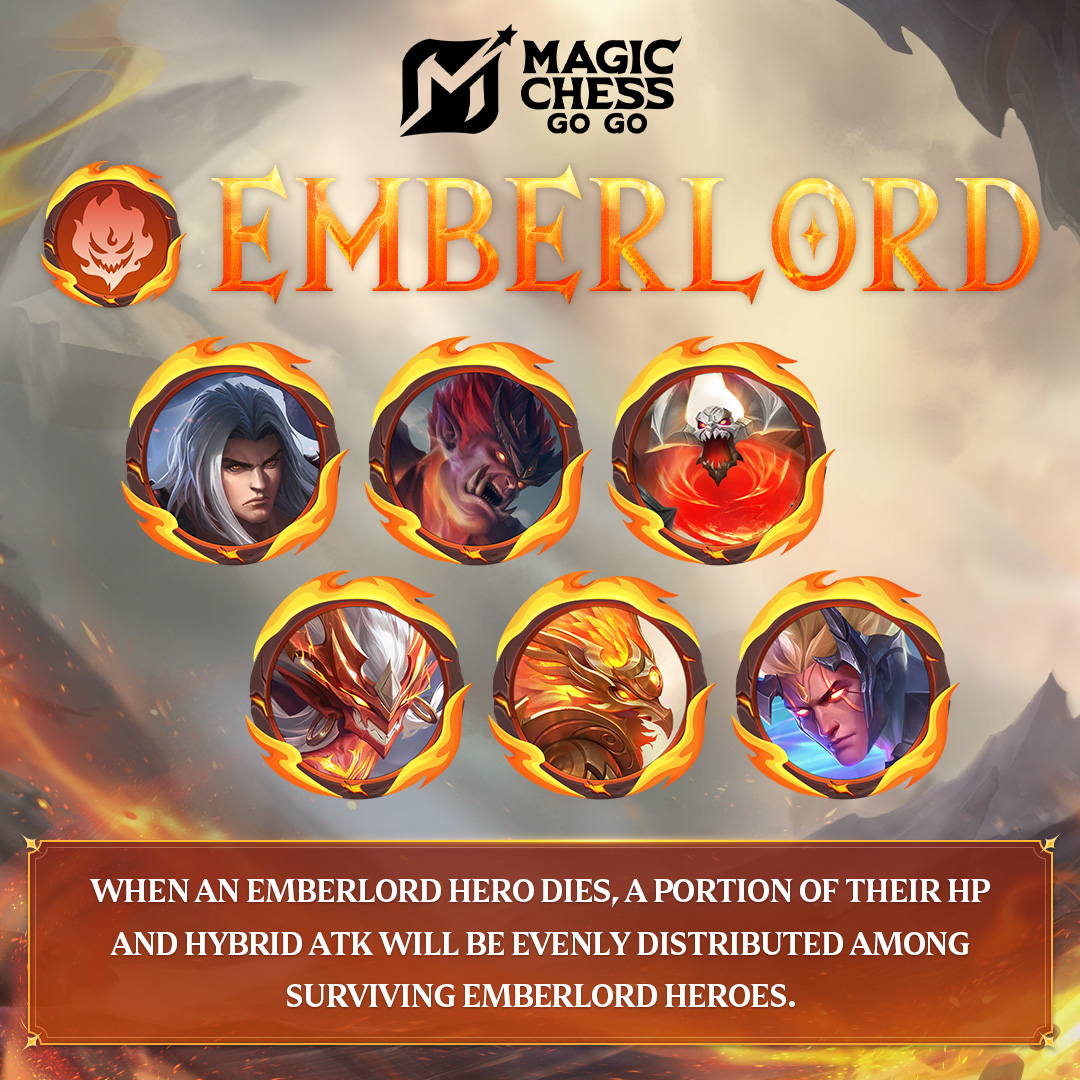 MAGIC
CHESS
GO GO
EMBERLORD
WHEN AN EMBERLORD HERO DIES, A PORTION OF THEIR HP
AND HYBRID ATK WILL BE EVENLY DISTRIBUTED AMONG
SURVIVING EMBERLORD HEROES.